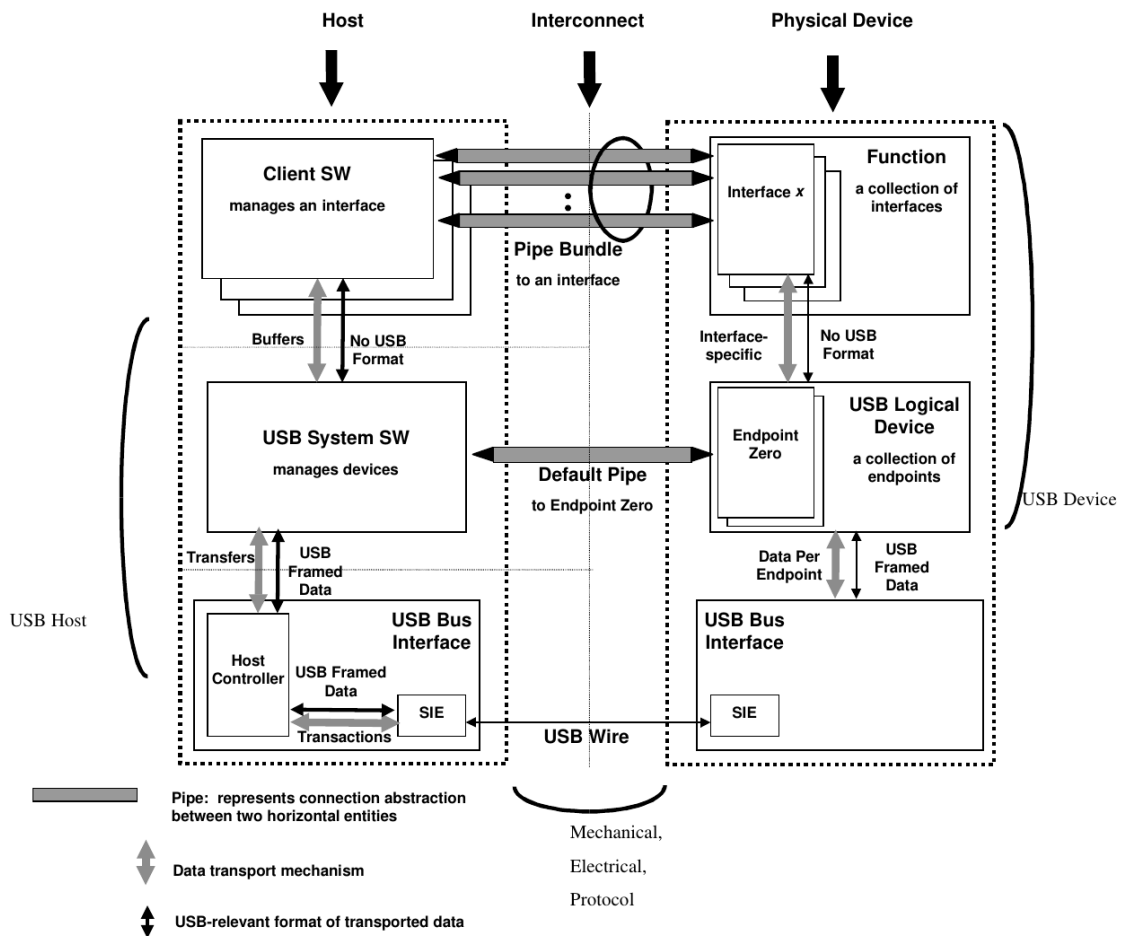 Host
Interconnect
Physical Device
Client SW
manages an interface
Interface x
Function
a collection of
interfaces
Pipe Bundle
to an interface
Buffers
No USB
Format
Interface-
specific
No USB
Format
USB System SW
manages devices
Default Pipe
to Endpoint Zero
Endpoint
Zero
USB Logical
Device
a collection of
endpoints
USB Device
Transfers
USB
Framed
Data
Data Per
Endpoint
USB
Framed
Data
USB Host
USB Bus
Interface
Host
Controller
USB Framed
Data
SIE
Transactions
USB Wire
USB Bus
Interface
SIE
Pipe: represents connection abstraction
between two horizontal entities
Data transport mechanism
USB-relevant format of transported data
Mechanical,
Electrical,
Protocol